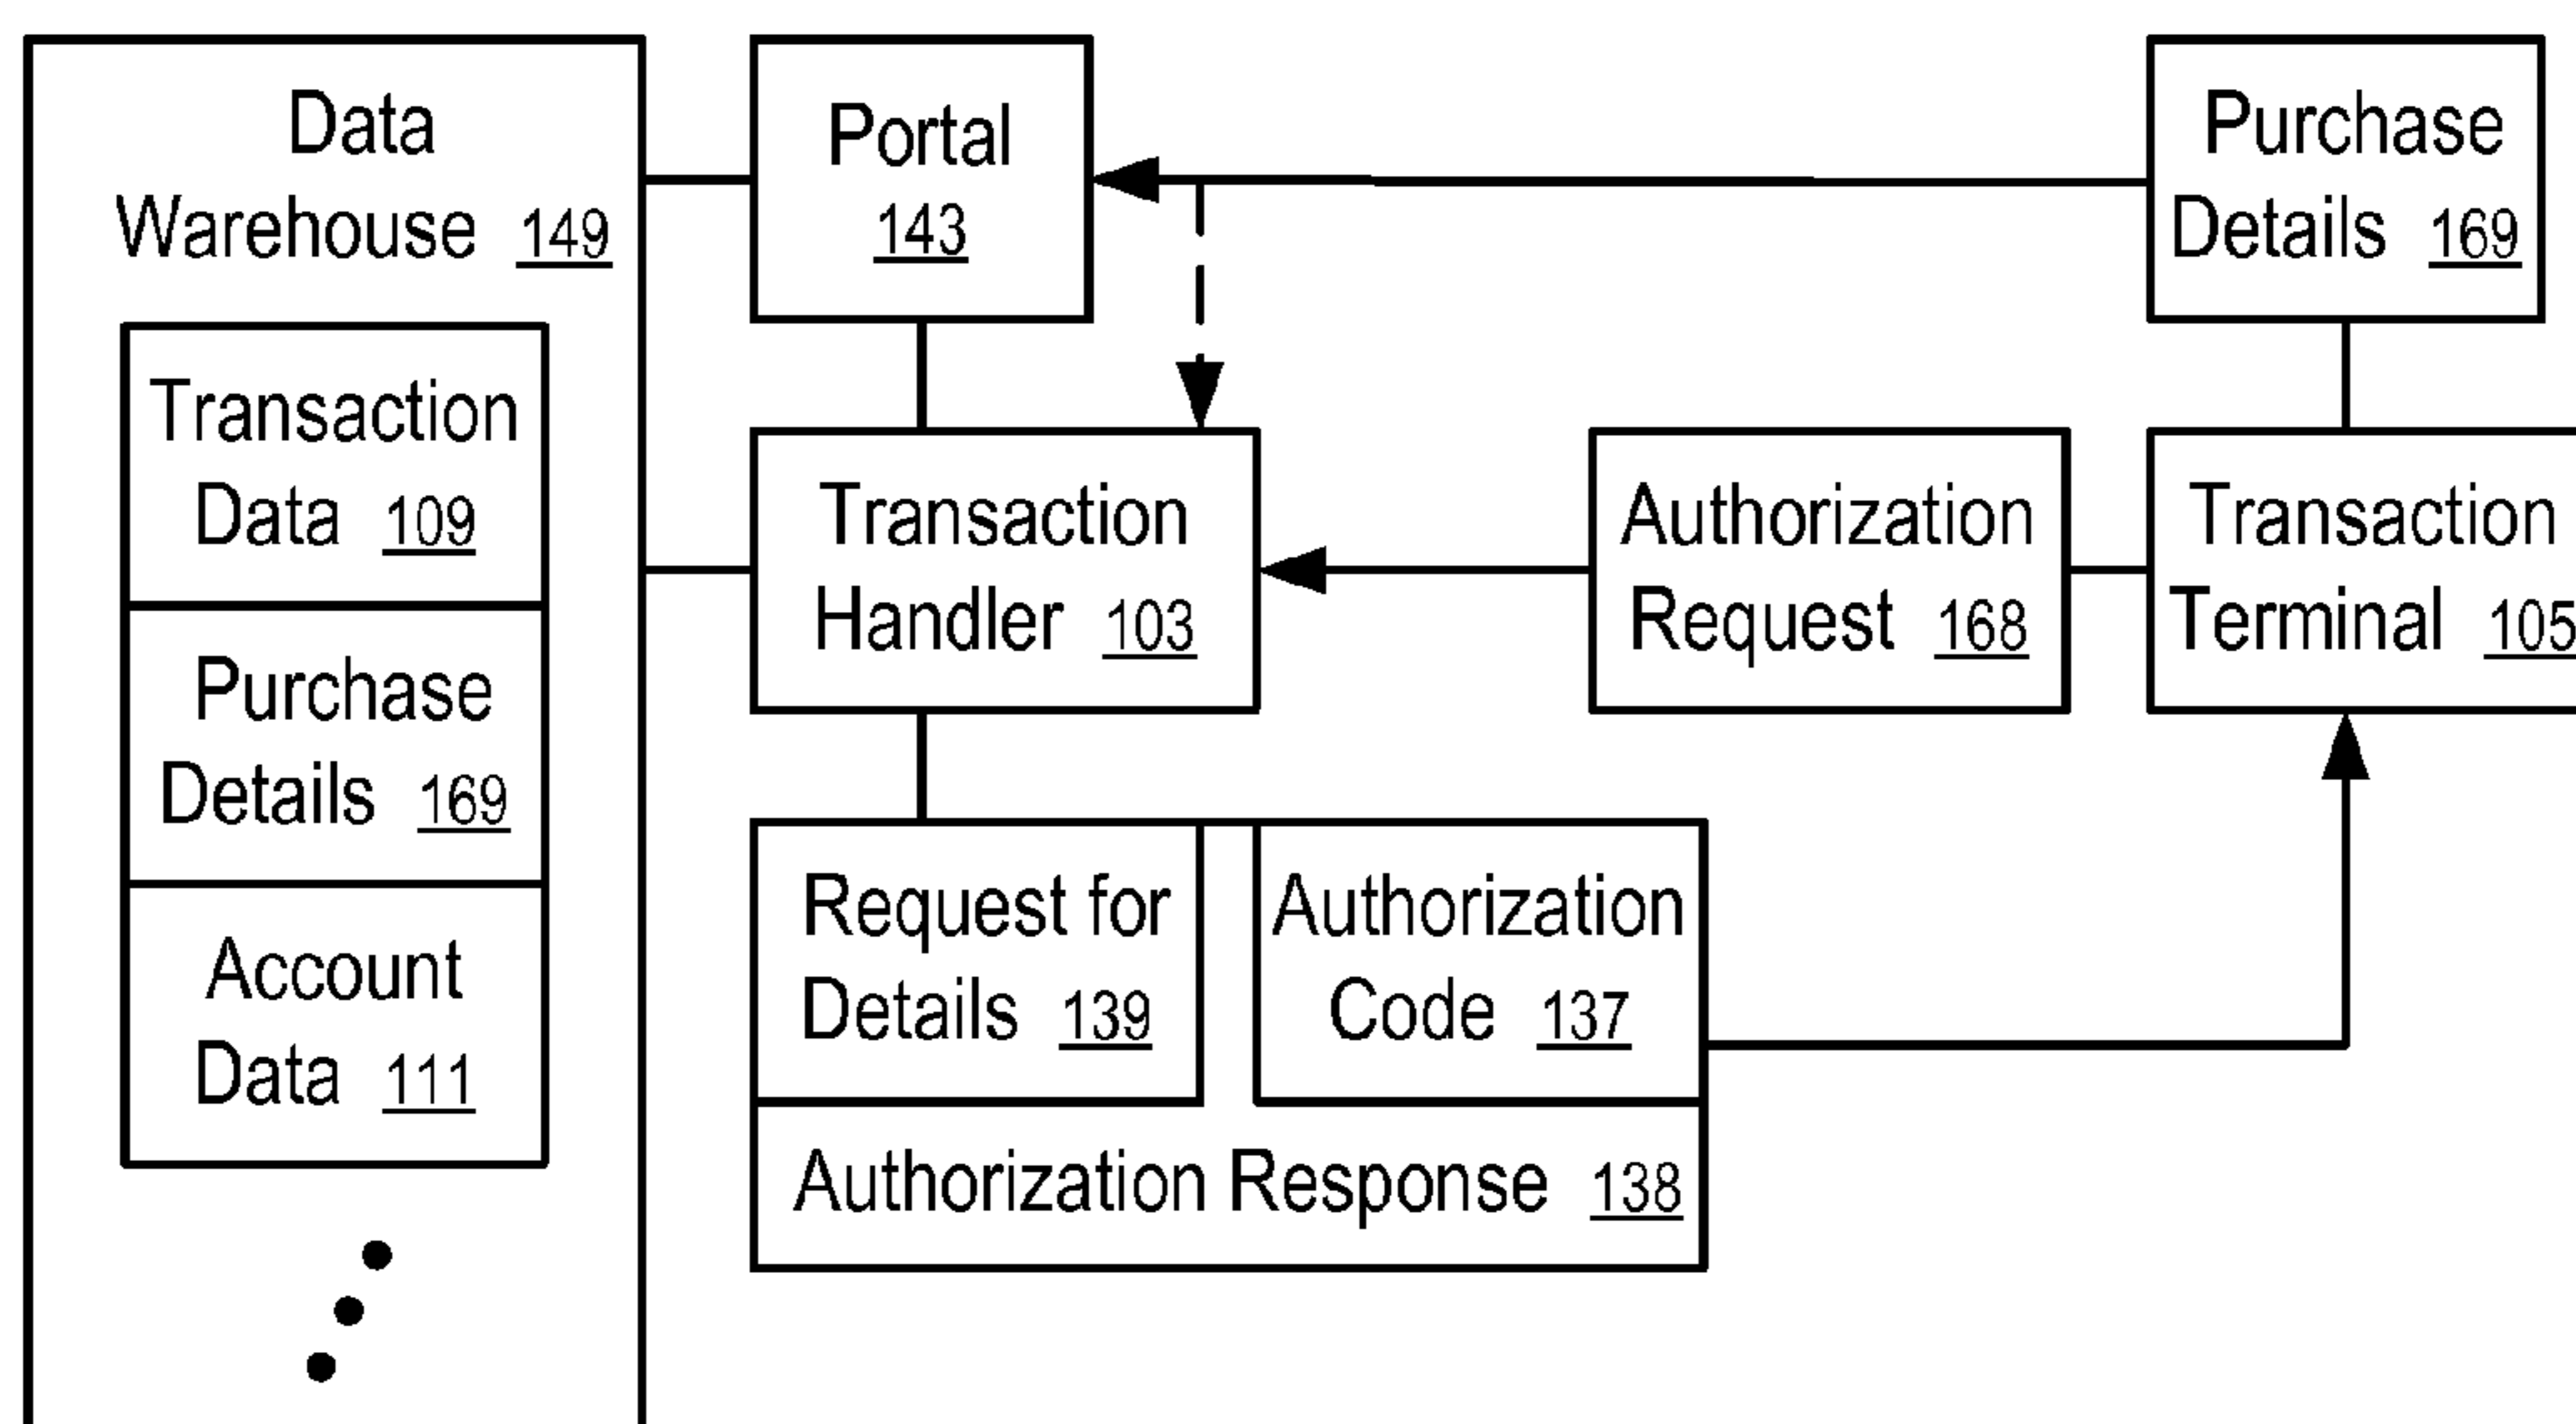 Data
Warehouse 149
Transaction
Data 109
Purchase
Details 169
Account
Data 111
Portal
143
Purchase
Details 169
Transaction
Handler 103
Authorization
Request 168
Transaction
Terminal 105
Request for
Details 139
Authorization
Code 137
Authorization Response 138